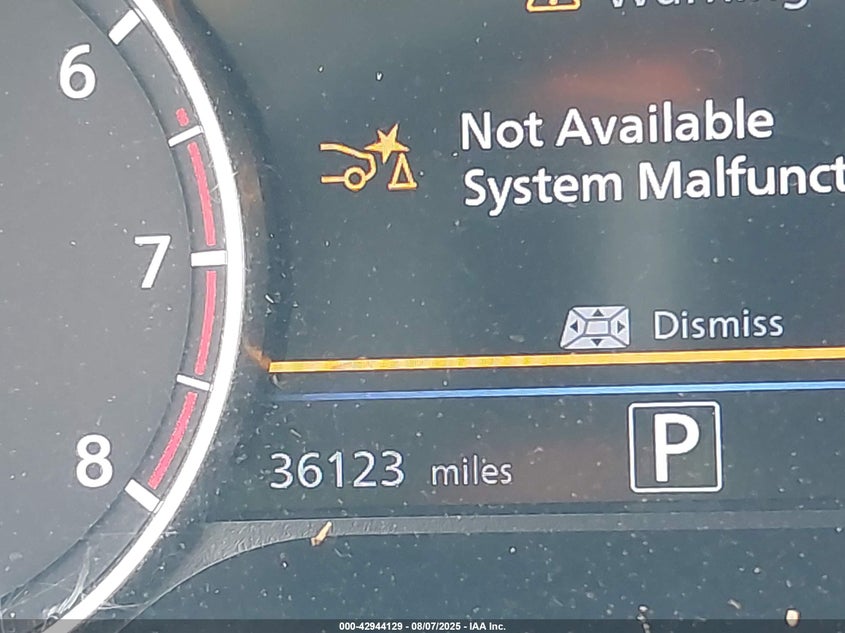 Warning
6
Not Available
System Malfunct
7
Dismiss
8
36123 miles
P
000-42944129 - 08/07/2025 - IAA Inc.